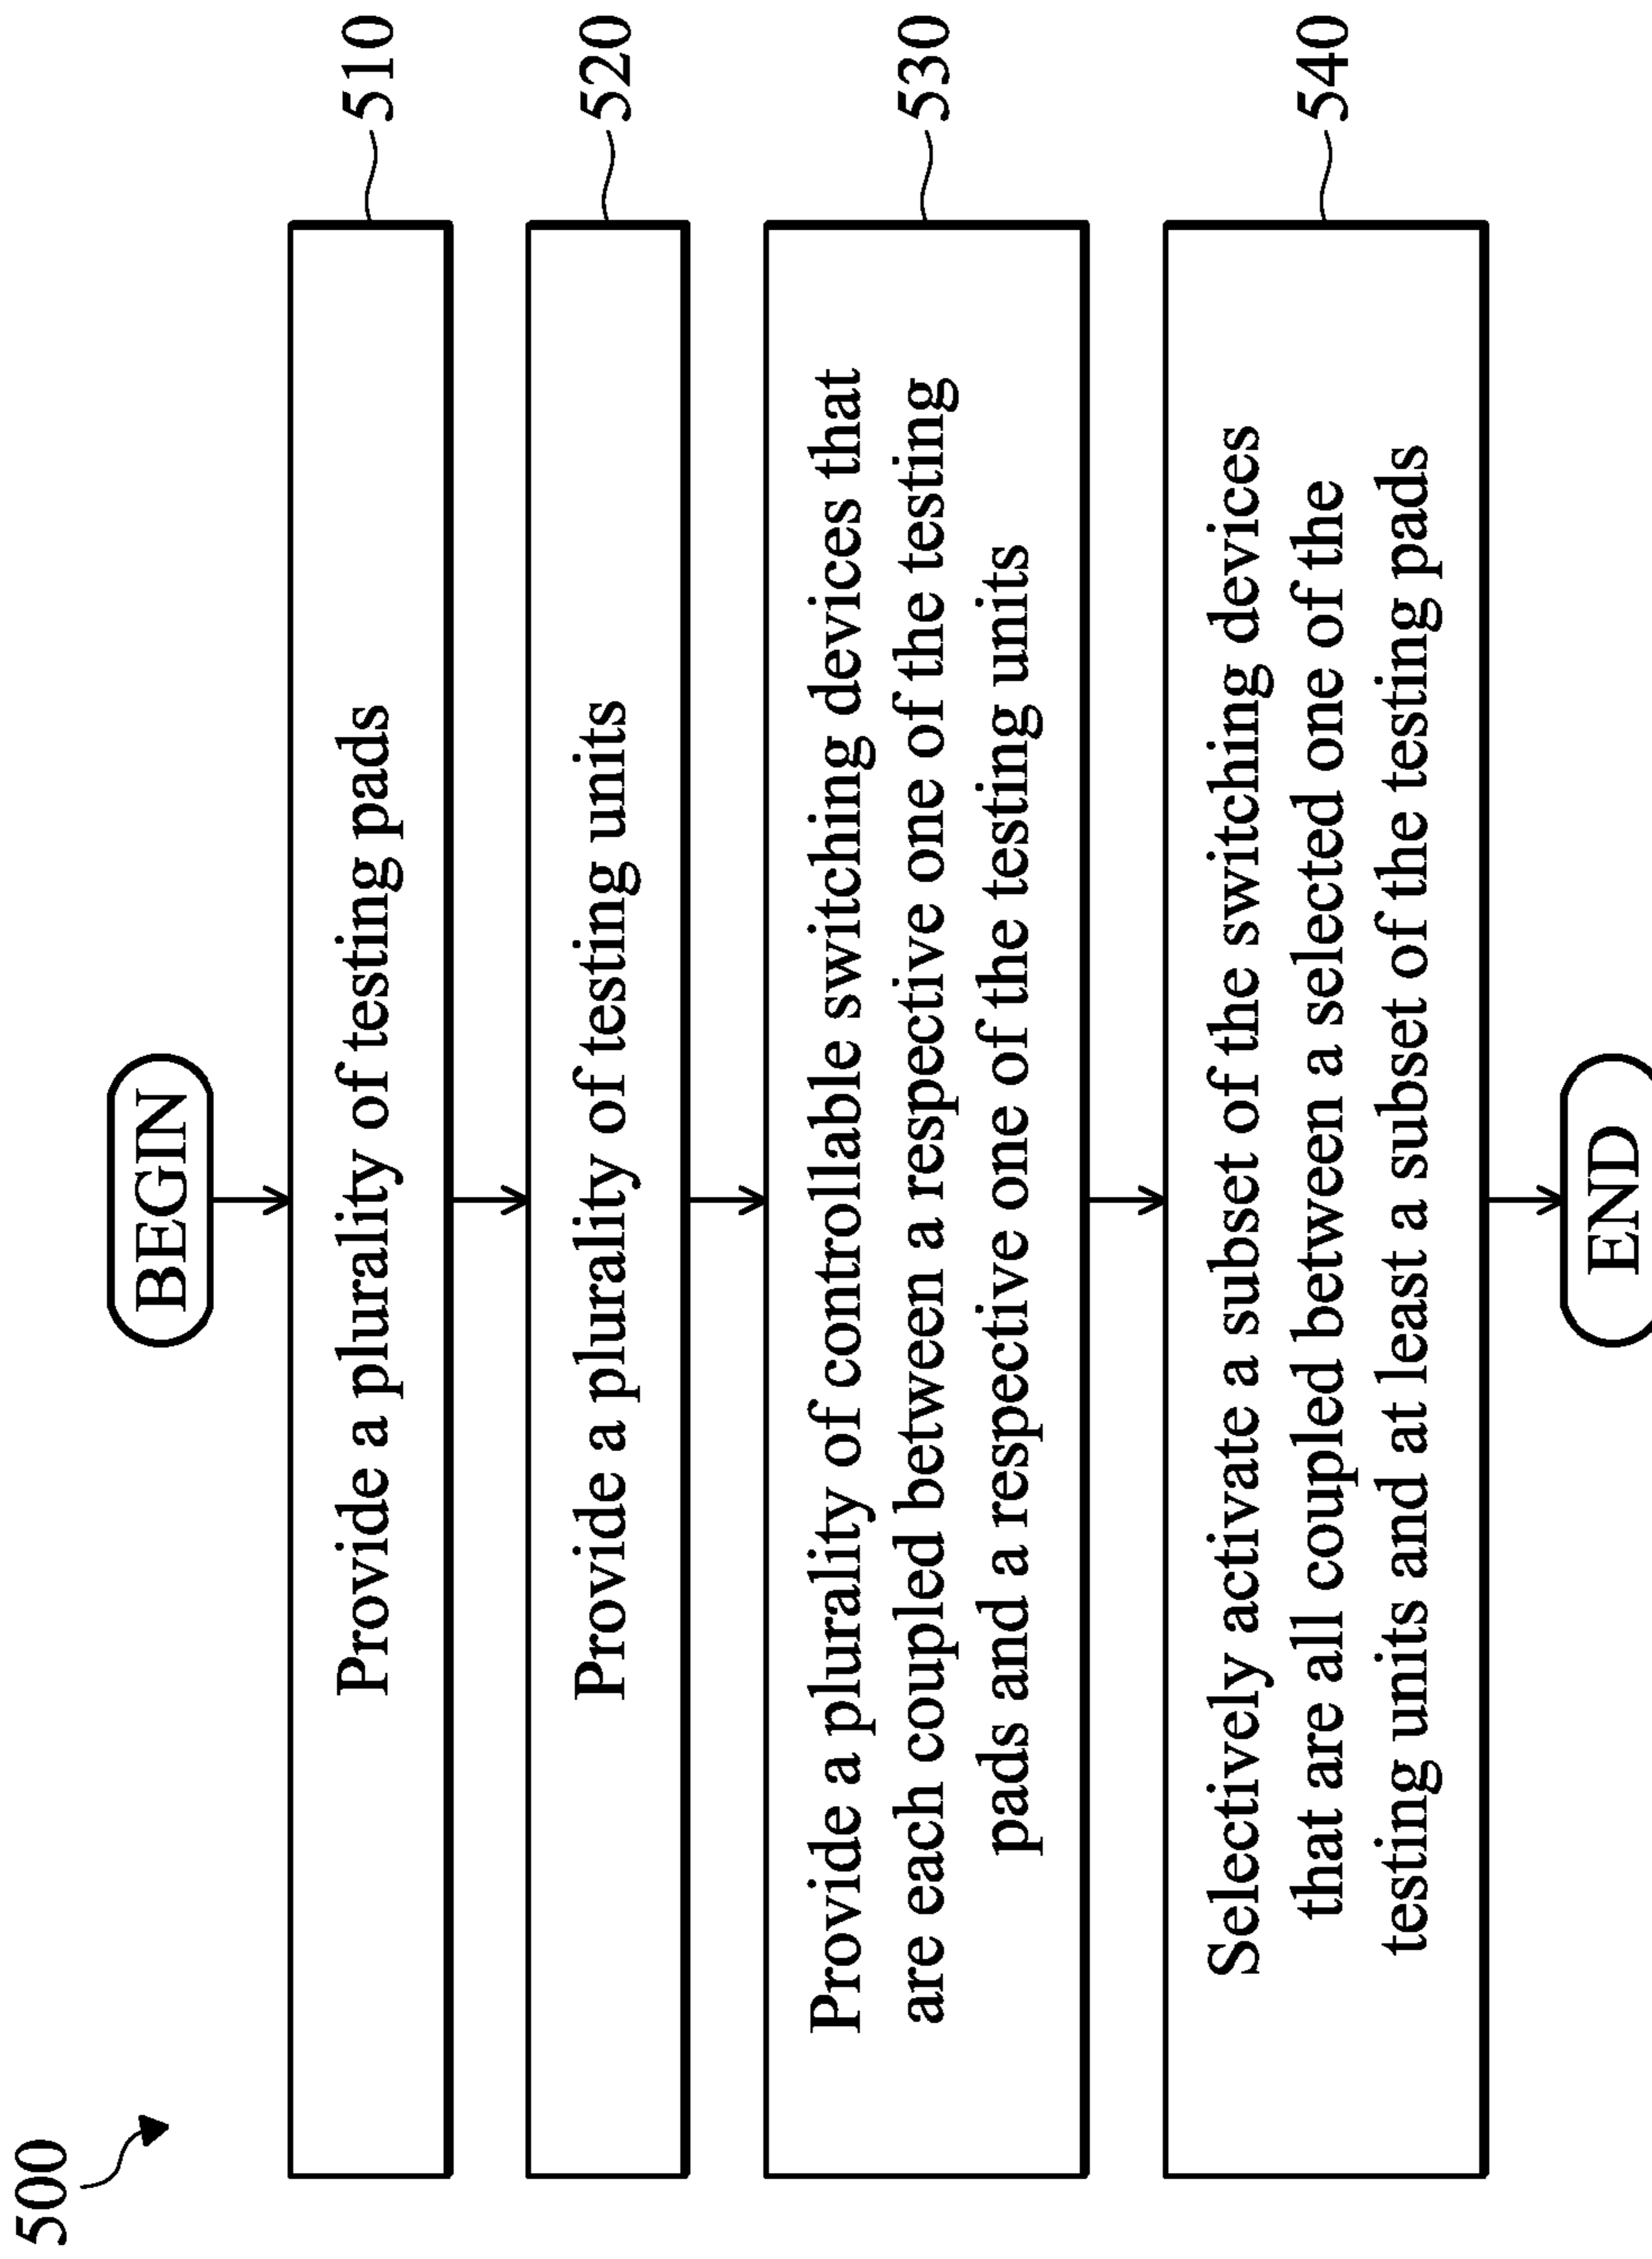 500
BEGIN
Provide a plurality of testing pads
510
Provide a plurality of testing units
520
Provide a plurality of controllable switching devices that
are each coupled between a respective one of the testing
pads and a respective one of the testing units
530
Selectively activate a subset of the switching devices
that are all coupled between a selected one of the
testing units and at least a subset of the testing pads
540
END